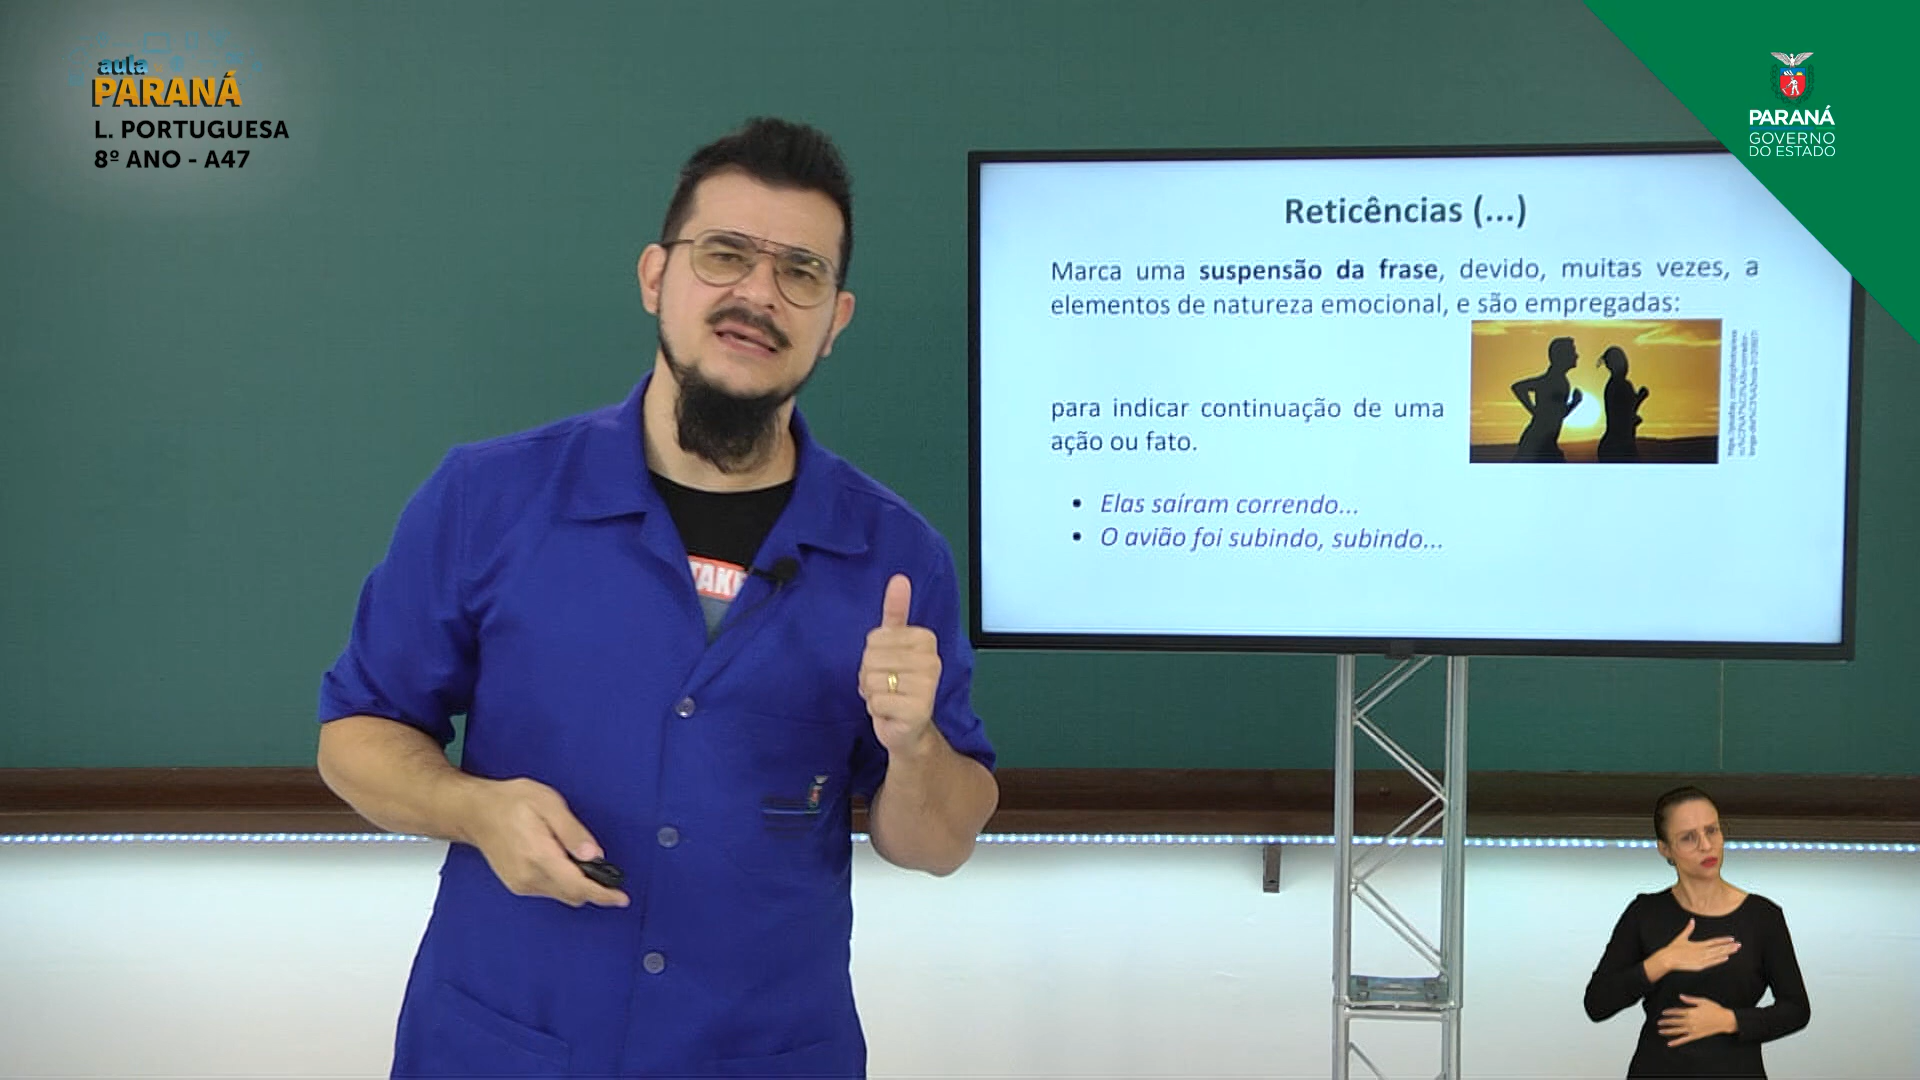 aula
PARANÁ
L. PORTUGUESA
8º ANO - A47
PARANÁ
GOVERNO
DO ESTADO
Reticências (...)
Marca uma suspensão da frase, devido, muitas vezes, a
elementos de natureza emocional, e são empregadas:
para indicar continuação de uma
ação ou fato.
• Elas saíram correndo...
• O avião foi subindo, subindo...